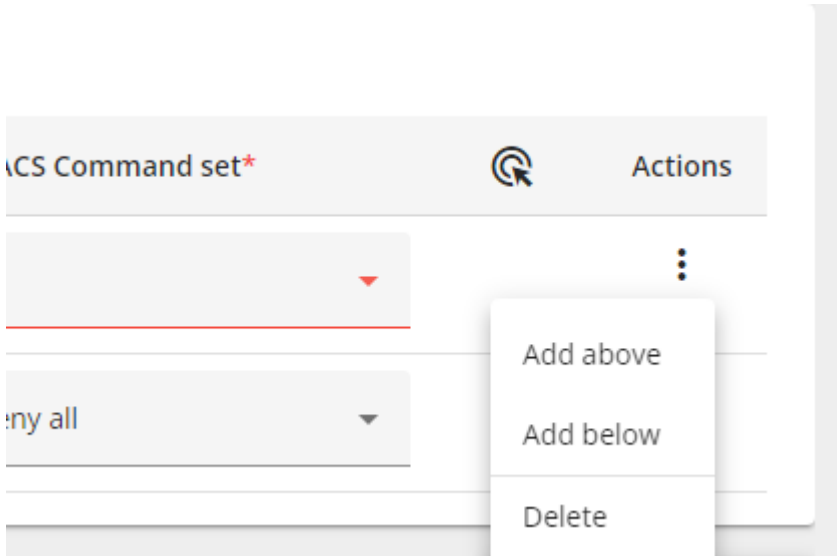 ACS Command set*
Actions
Add above
eny all
Add below
Delete